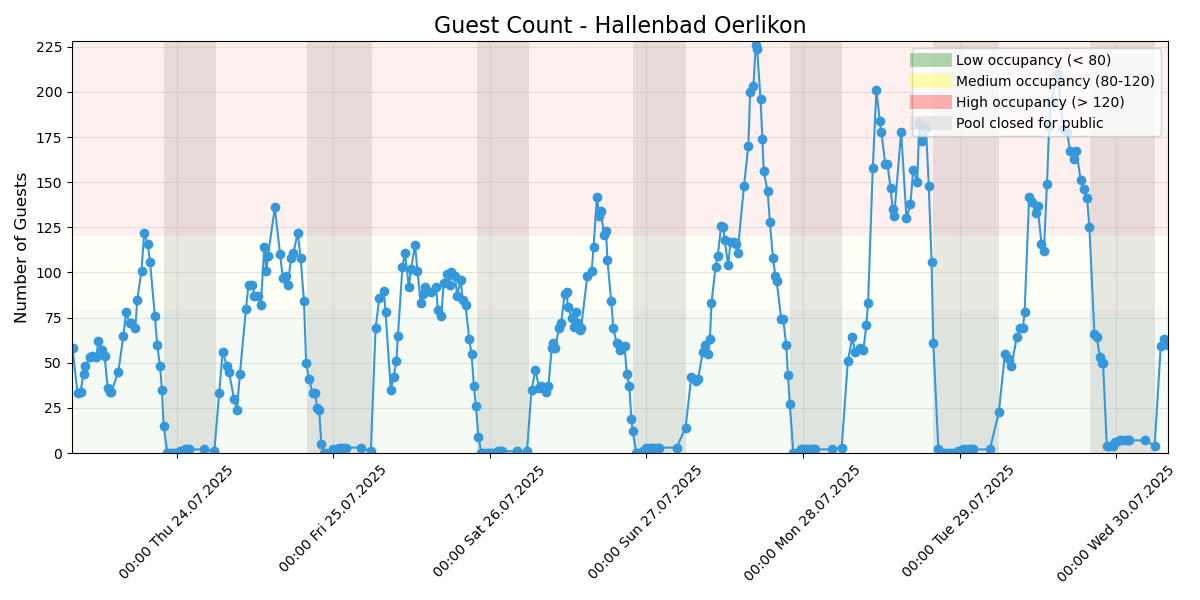 Guest Count - Hallenbad Oerlikon
Number of Guests
225
200
175
150
125
100
75
50
25
0
Low occupancy (< 80)
Medium occupancy (80-120)
High occupancy (> 120)
Pool closed for public
00:00 Thu 24.07.2025
00:00 Fri 25.07.2025
00:00 Sat 26.07.2025
00:00 Sun 27.07.2025
00:00 Mon 28.07.2025
00:00 Tue 29.07.2025
00:00 Wed 30.07.2025